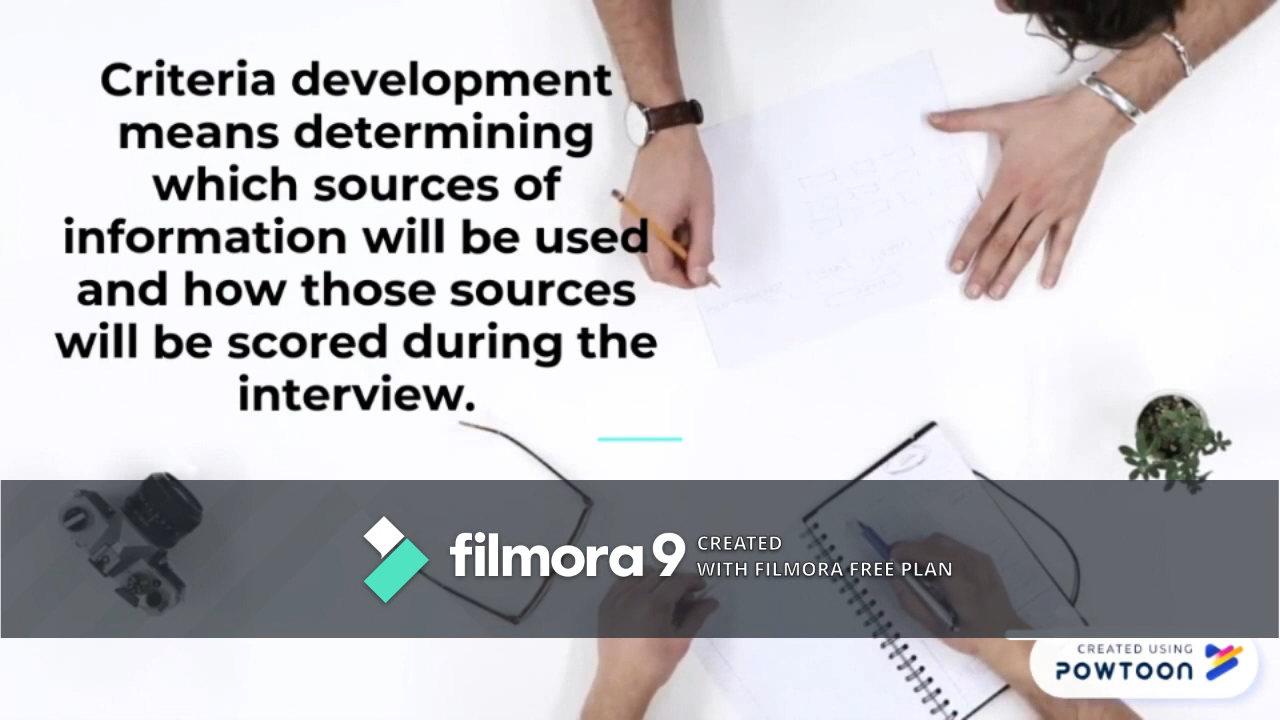 Criteria development
means determining
which sources of
information will be used
and how those sources
will be scored during the
interview.
filmora9 CREATED
WITH FILMORA FREE PLAN
CREATED USING
POWTOON